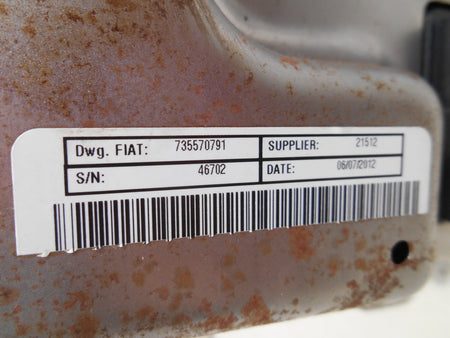 Dwg. FIAT: 735570791 SUPPLIER: 21512
S/N: 46702 DATE: 06/07/2012